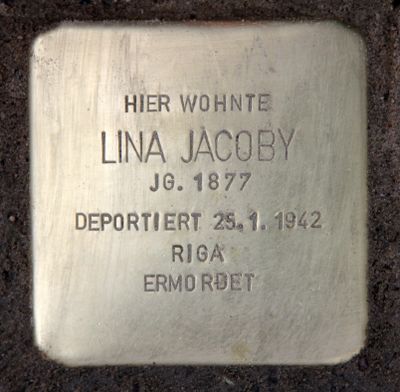 HIER WOHNTE
LINA JACOBY
JG. 1877
DEPORTIERT 25.1.1942
RIGA
ERMORDET